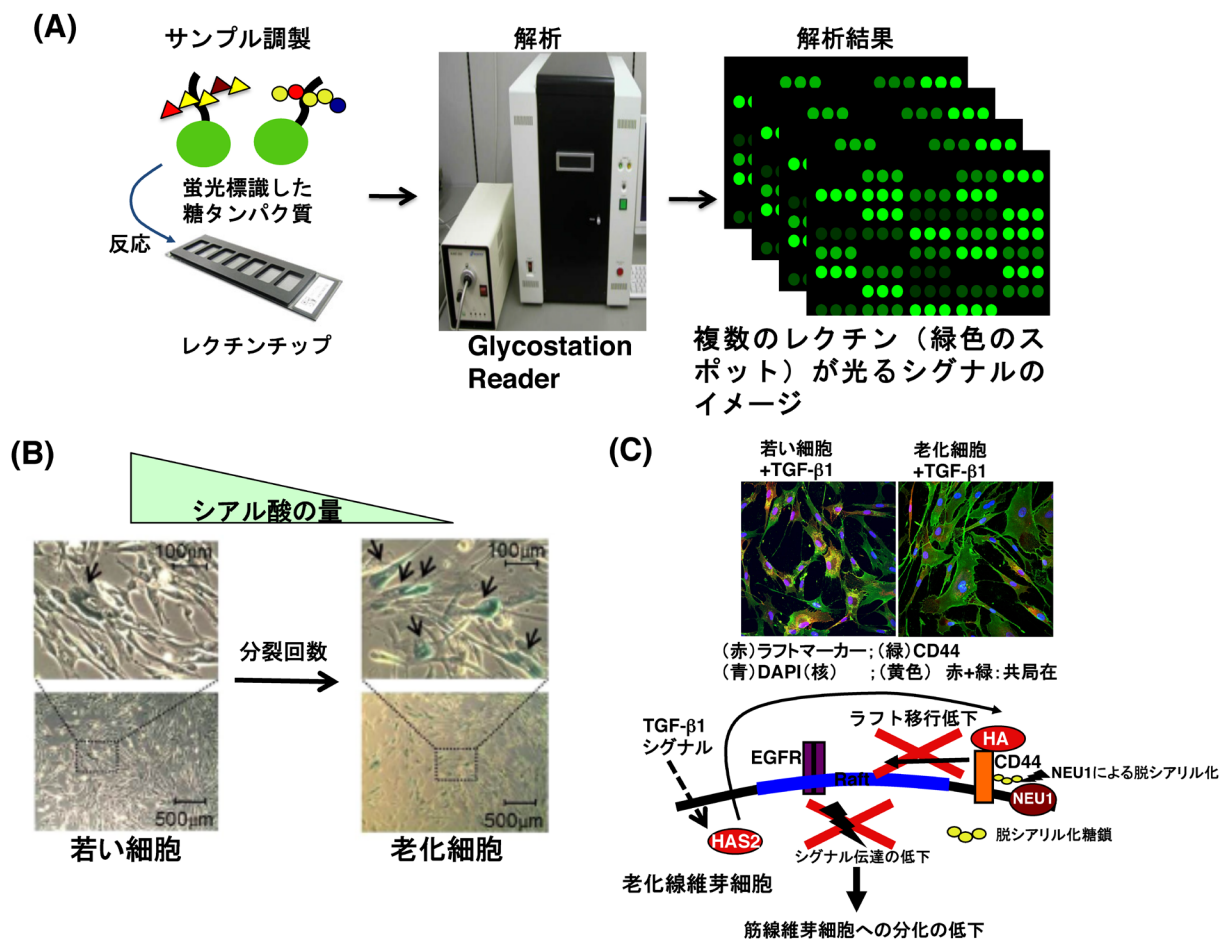 (A)
サンプル調製
解析
解析結果
蛍光標識した
糖タンパク質
反応
レクチンチップ
Glycostation
Reader
複数のレクチン（緑色のス
ポット）が光るシグナルの
イメージ
(B)
シアル酸の量
100μm
100μm
分裂回数
500μm
500μm
若い細胞
老化細胞
(C)
若い細胞
+TGF-β1
老化細胞
+TGF-β1
（赤）ラフトマーカー；（緑）CD44
（青）DAPI（核）　；（黄色） 赤+緑：共局在
TGF-β1
シグナル
ラフト移行低下
HA
EGFR
CD44
Raft
NEU1による脱シアリル化
NEU1
HAS2
脱シアリル化糖鎖
シグナル伝達の低下
老化線維芽細胞
筋線維芽細胞への分化の低下